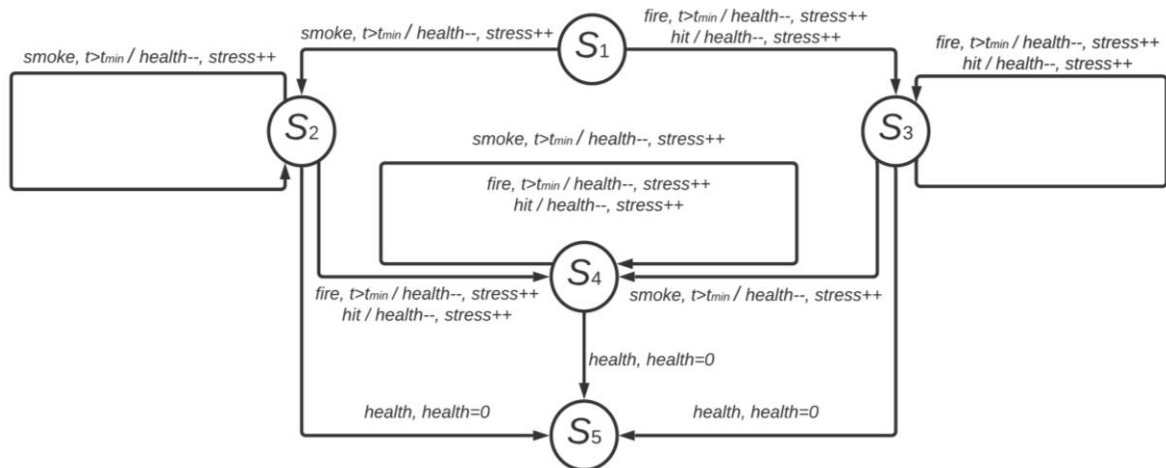 smoke, t>tmin / health--, stress++
S1
fire, t>tmin / health--, stress++
hit / health--, stress++
smoke, t>tmin / health--, stress++
fire, t>tmin / health--, stress++
hit / health--, stress++
S2
S3
smoke, t>tmin / health--, stress++
fire, t>tmin / health--, stress++
hit / health--, stress++
S4
fire, t>tmin / health--, stress++
hit / health--, stress++
smoke, t>tmin / health--, stress++
health, health=0
health, health=0
S5
health, health=0